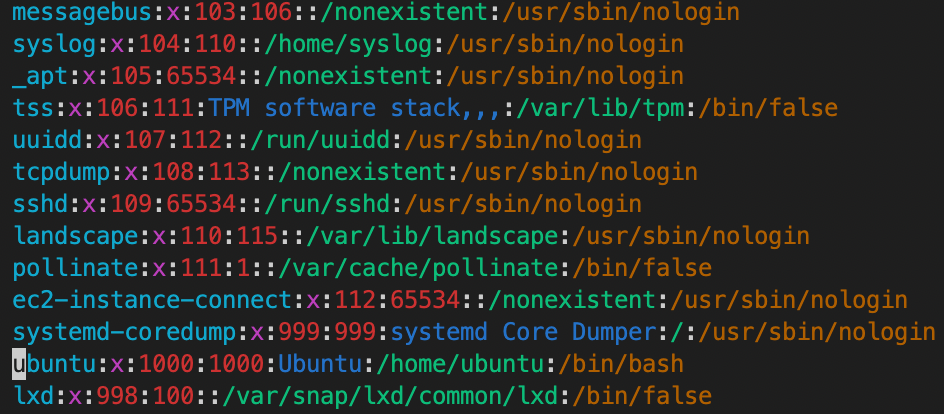 messagebus:x:103:106::/nonexistent:/usr/sbin/nologin
syslog:x:104:110::/home/syslog:/usr/sbin/nologin
_apt:x:105:65534::/nonexistent:/usr/sbin/nologin
tss:x:106:111:TPM software stack,,,:/var/lib/tpm:/bin/false
uuidd:x:107:112::/run/uuidd:/usr/sbin/nologin
tcpdump:x:108:113::/nonexistent:/usr/sbin/nologin
sshd:x:109:65534::/run/sshd:/usr/sbin/nologin
landscape:x:110:115::/var/lib/landscape:/usr/sbin/nologin
pollinate:x:111:1::/var/cache/pollinate:/bin/false
ec2-instance-connect:x:112:65534::/nonexistent:/usr/sbin/nologin
systemd-coredump:x:999:999:systemd Core Dumper:/:/usr/sbin/nologin
ubuntu:x:1000:1000:Ubuntu:/home/ubuntu:/bin/bash
lxd:x:998:100::/var/snap/lxd/common/lxd:/bin/false